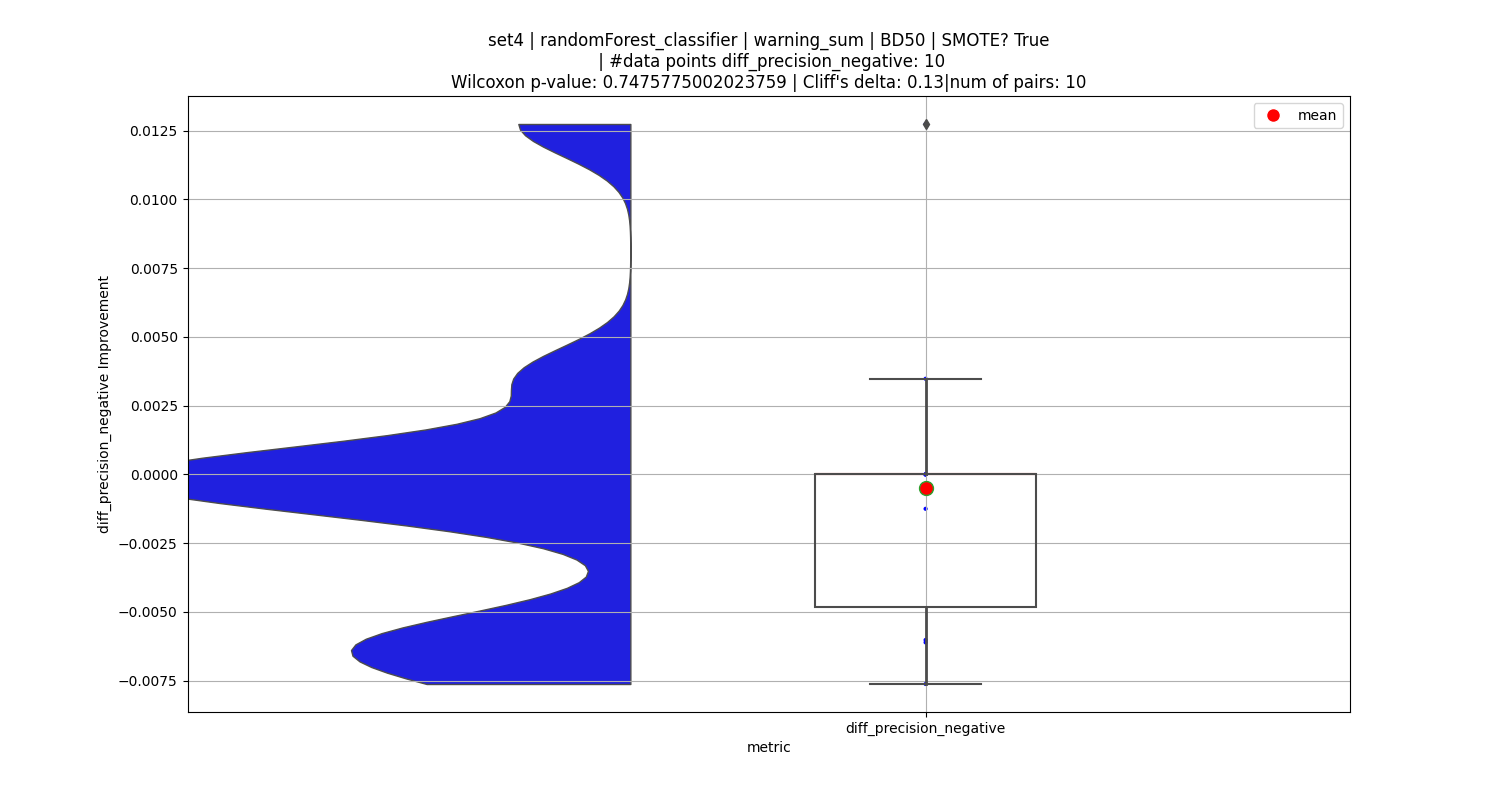 set4 | randomForest_classifier | warning_sum | BD50 | SMOTE? True
| #data points diff_precision_negative: 10
Wilcoxon p-value: 0.7475775002023759 | Cliff's delta: 0.13|num of pairs: 10
mean
0.0125
0.0100
0.0075
0.0050
0.0025
0.0000
−0.0025
−0.0050
−0.0075
diff_precision_negative Improvement
diff_precision_negative
metric